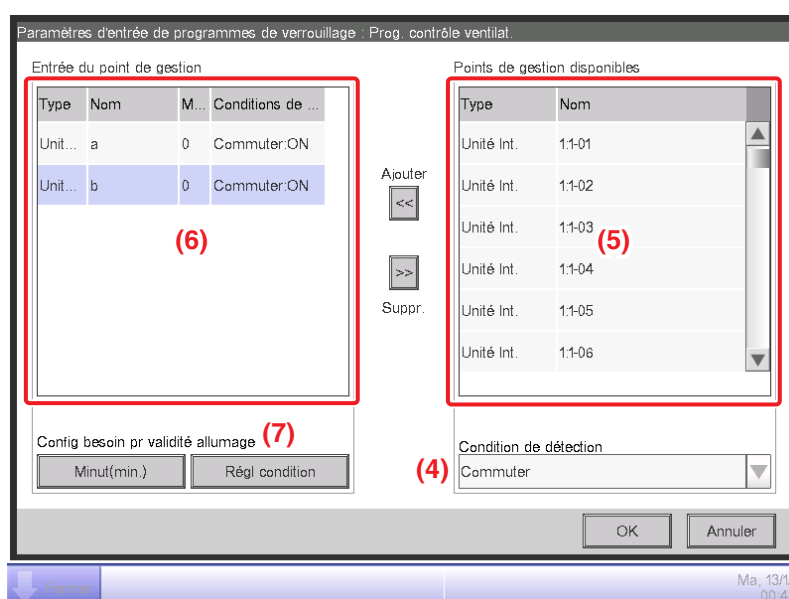 Paramètres d'entrée de programmes de verrouillage : Prog. contrôle ventilat.
Entrée du point de gestion
Type Nom M... Conditions de ...
Unit... a 0 Commuter:ON
Unit... b 0 Commuter:ON
(6)
Ajouter
<<
>>
Suppr.
Points de gestion disponibles
Type Nom
Unité Int. 1:1-01
Unité Int. 1:1-02
Unité Int. 1:1-03
(5)
Unité Int. 1:1-04
Unité Int. 1:1-05
Unité Int. 1:1-06
Config besoin pr validité allumage (7)
Minut(min.) Régl condition
Condition de détection
(4) Commuter
OK Annuler
Fermer Ma, 13/1
00:4